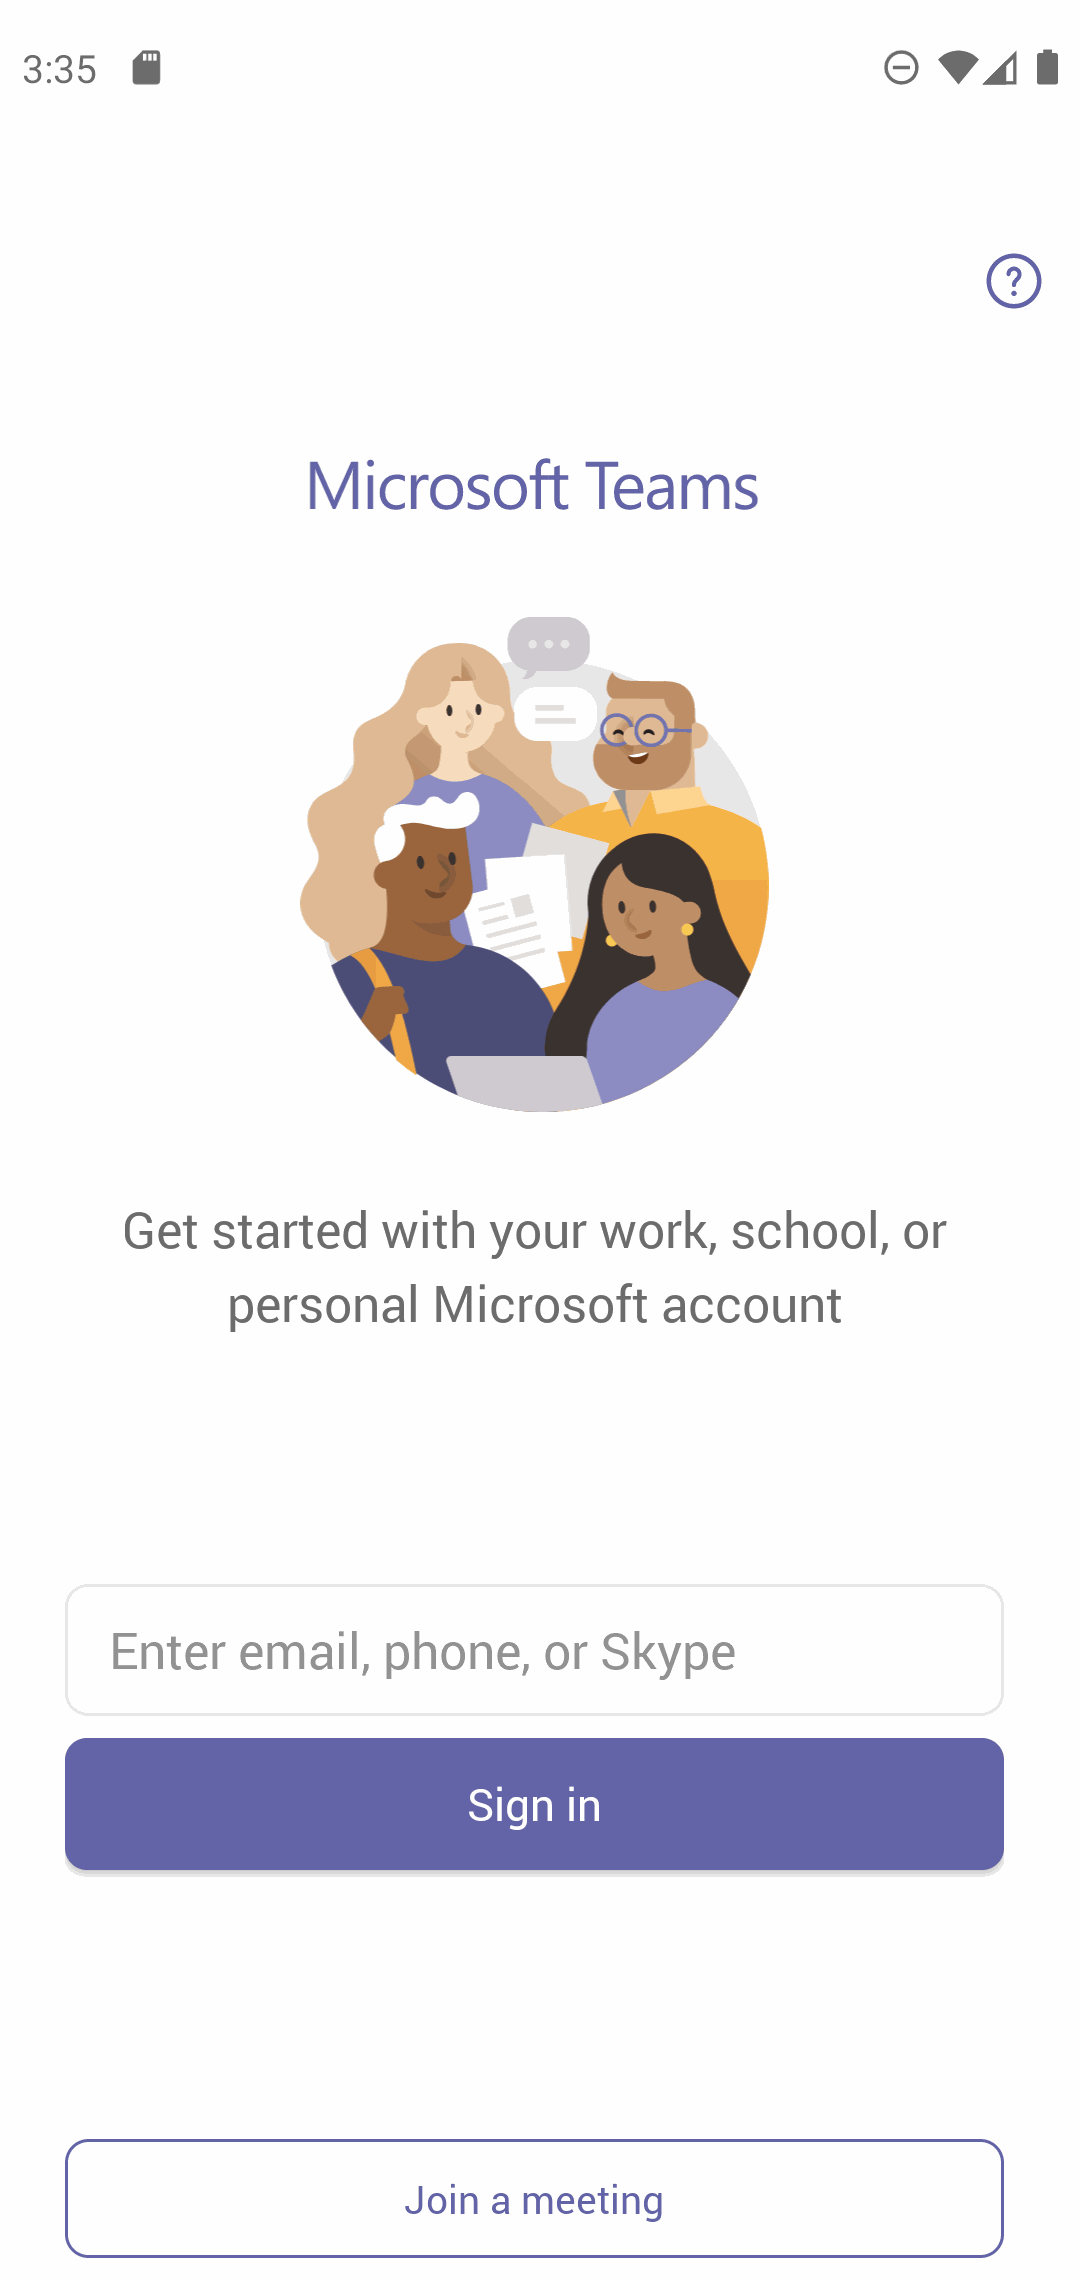 3:35
Microsoft Teams
Get started with your work, school, or
personal Microsoft account
Enter email, phone, or Skype
Sign in
Join a meeting